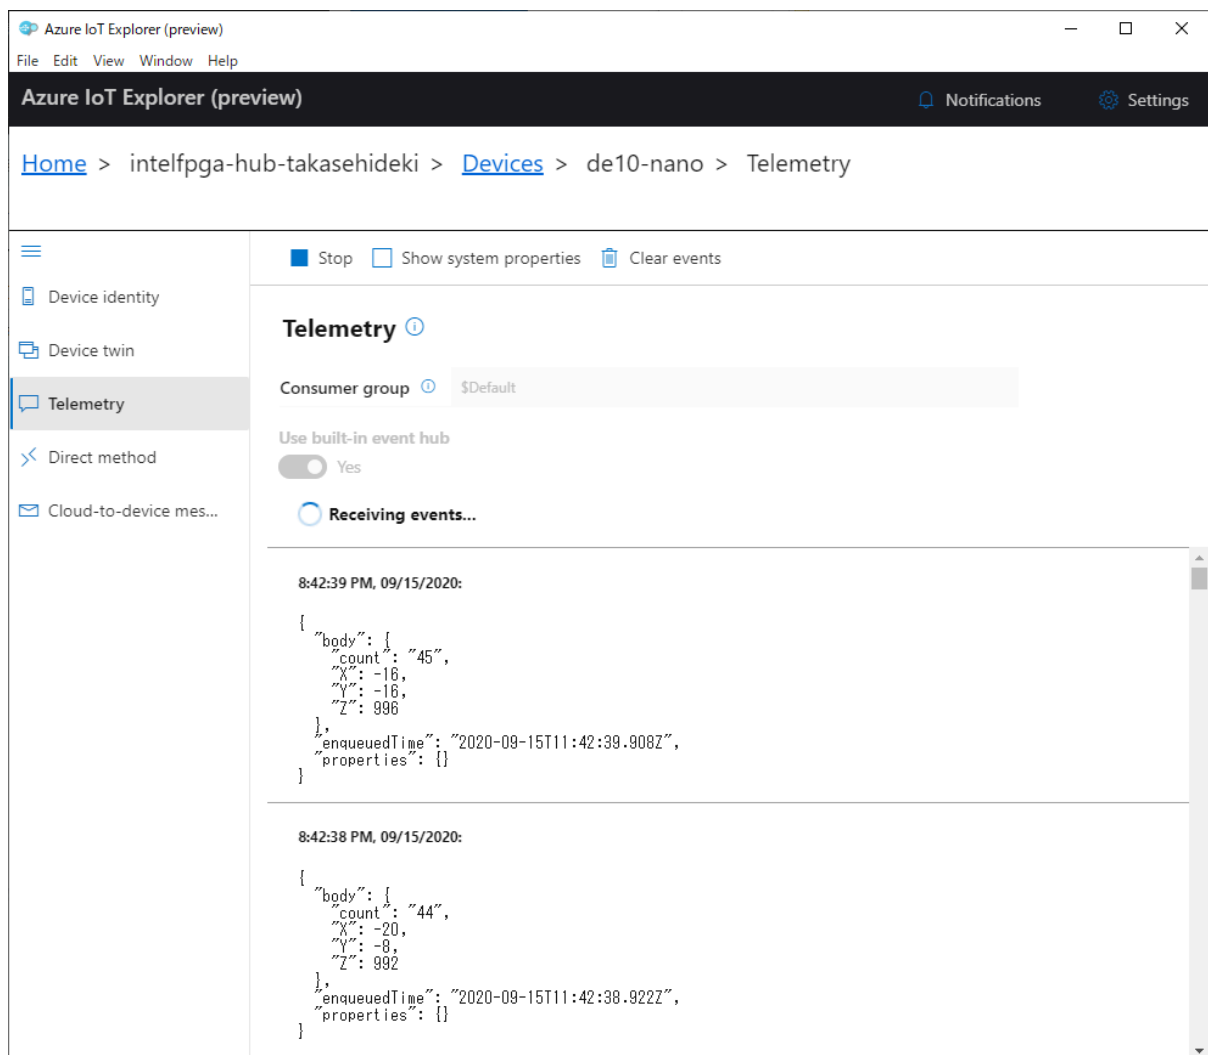 Azure IoT Explorer (preview)
File Edit View Window Help
Azure IoT Explorer (preview) Notifications Settings
Home > intelfpga-hub-takasehideki > Devices > de10-nano > Telemetry
Stop Show system properties Clear events
Device identity
Device twin
Telemetry
Direct method
Cloud-to-device mes...
Telemetry
Consumer group $Default
Use built-in event hub
Yes
Receiving events...
8:42:39 PM, 09/15/2020:
{
"body": {
"count": "45",
"X": -16,
"Y": -16,
"Z": 996
},
"enqueuedTime": "2020-09-15T11:42:39.908Z",
"properties": {}
}
8:42:38 PM, 09/15/2020:
{
"body": {
"count": "44",
"X": -20,
"Y": -8,
"Z": 992
},
"enqueuedTime": "2020-09-15T11:42:38.922Z",
"properties": {}
}